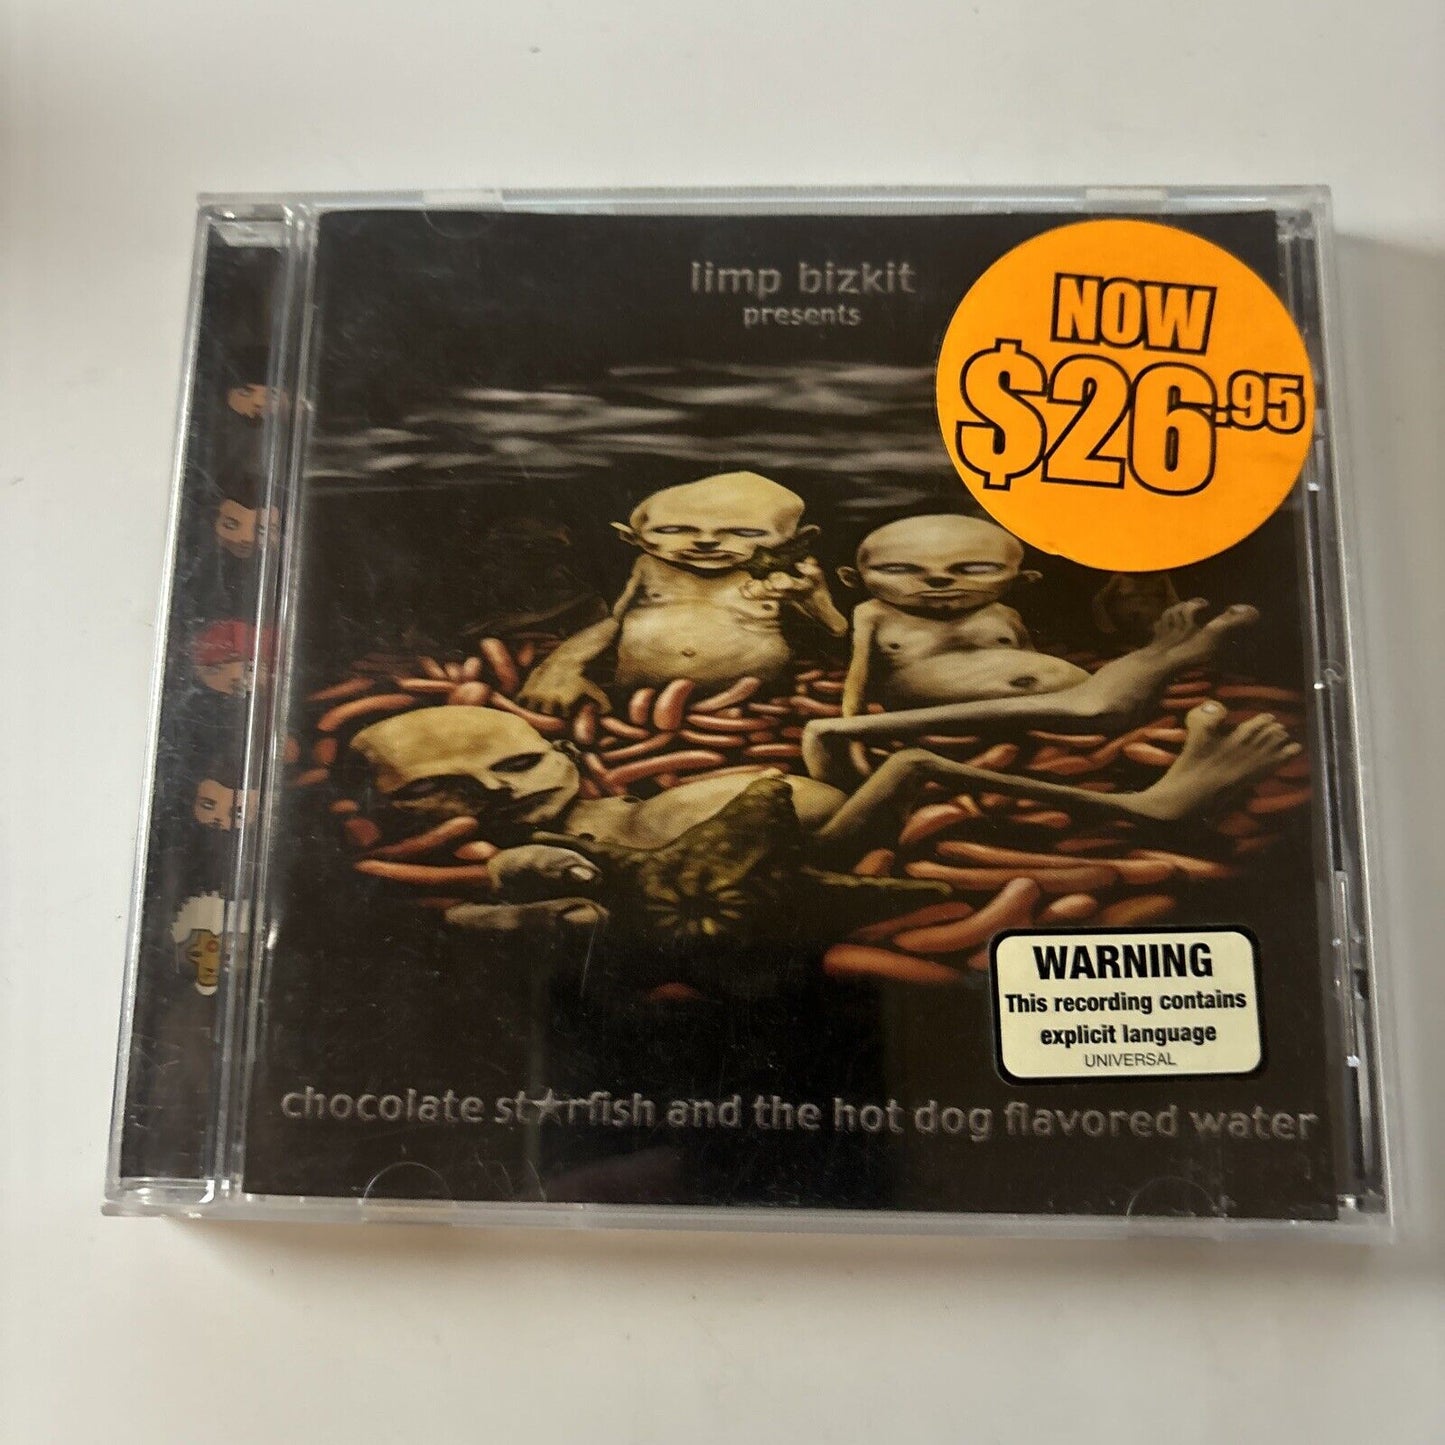 limp bizkit
presents
NOW
$26.95
WARNING
This recording contains
explicit language
UNIVERSAL
chocolate st★rfish and the hot dog flavored water